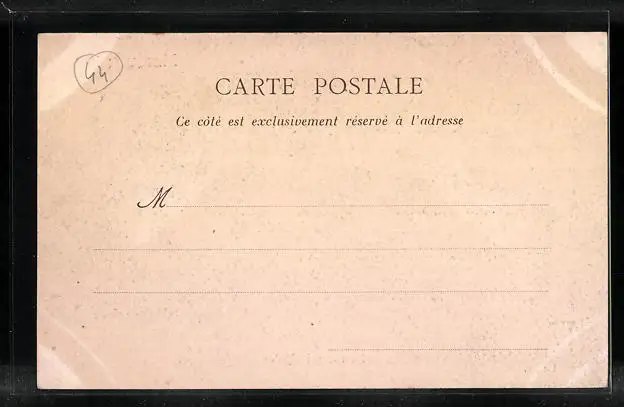 44
CARTE POSTALE
Ce côté est exclusivement réservé à l'adresse
M